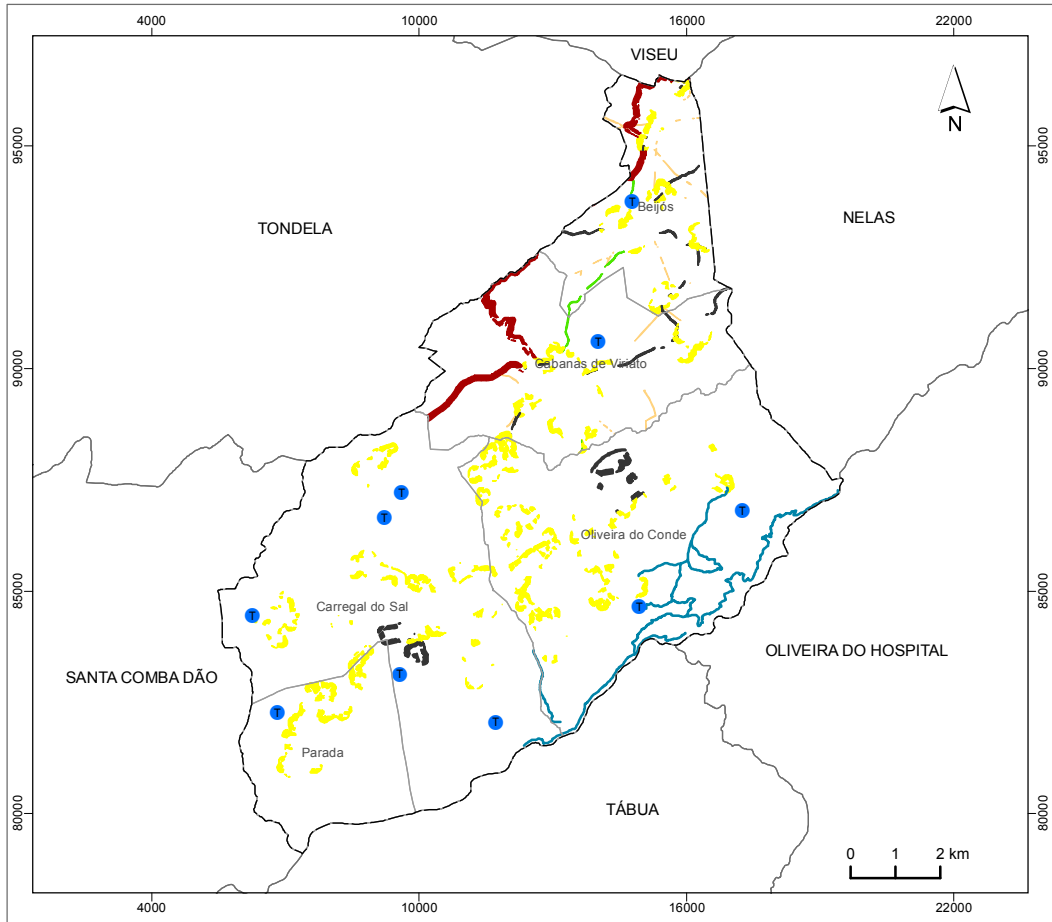 4000 10000 16000 22000
VISEU
N
95000 95000
T
Beijós
TONDELA
NELAS
T
90000 90000
Cabanas de Viriato
T
T
T
Oliveira do Conde
85000 85000
T
T
Carregal do Sal
OLIVEIRA DO HOSPITAL
SANTA COMBA DÃO
T
T
T
Parada
80000 80000
TÁBUA
0 1 2 km
4000 10000 16000 22000